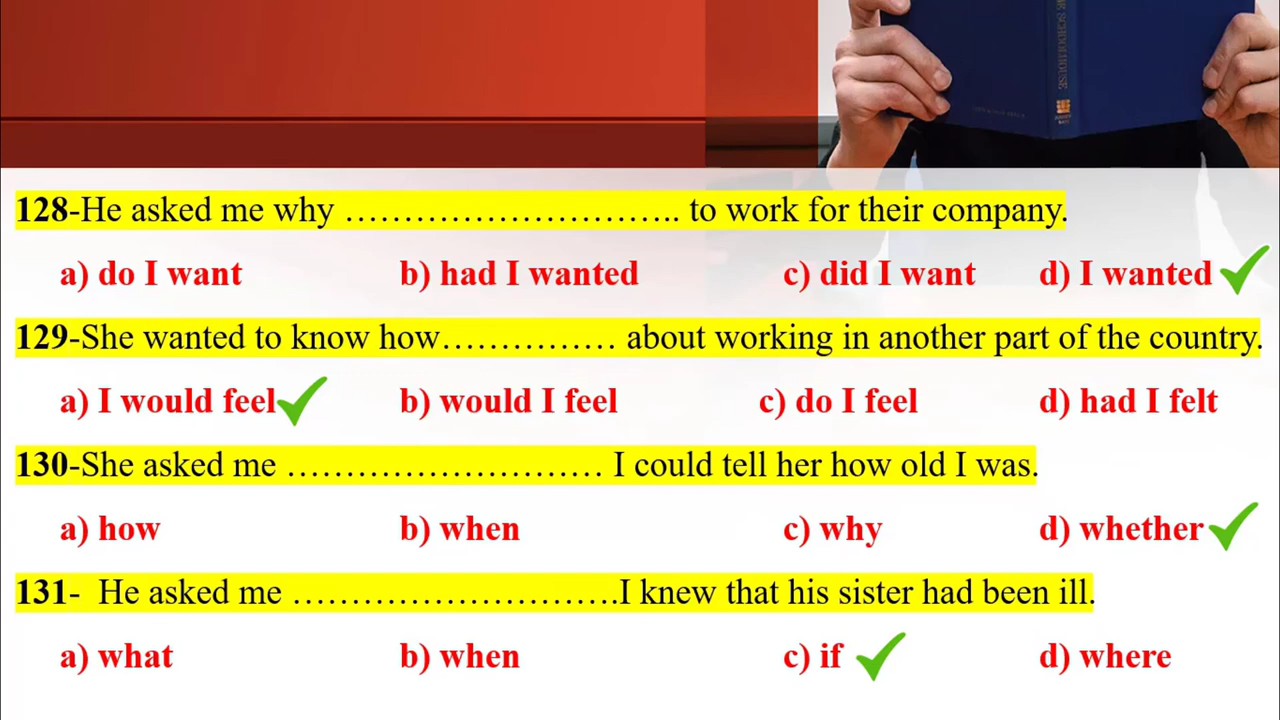 128-He asked me why ……………………………. to work for their company.
a) do I want b) had I wanted c) did I want d) I wanted
129-She wanted to know how…………… about working in another part of the country.
a) I would feel b) would I feel c) do I feel d) had I felt
130-She asked me ……………………………. I could tell her how old I was.
a) how b) when c) why d) whether
131- He asked me …………………………….I knew that his sister had been ill.
a) what b) when c) if d) where